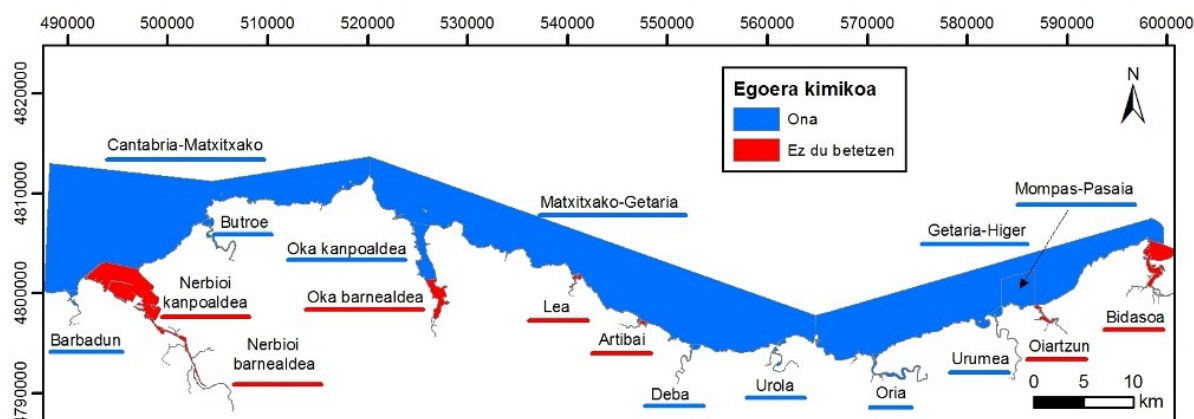 490000 500000 510000 520000 530000 540000 550000 560000 570000 580000 590000 600000
4820000
4810000
4800000
4790000
Egoera kimikoa
Ona
Ez du betetzen
N
Cantabria-Matxitxako
Butroe
Oka kanpoaldea
Matxitxako-Getaria
Mompas-Pasaia
Getaria-Higer
Nerbioi
kanpoaldea
Oka barnealdea
Lea
Artibai
Barbadun
Nerbioi
barnealdea
Deba
Urola
Oria
Urumea
Oiartzun
Bidasoa
0 5 10
km